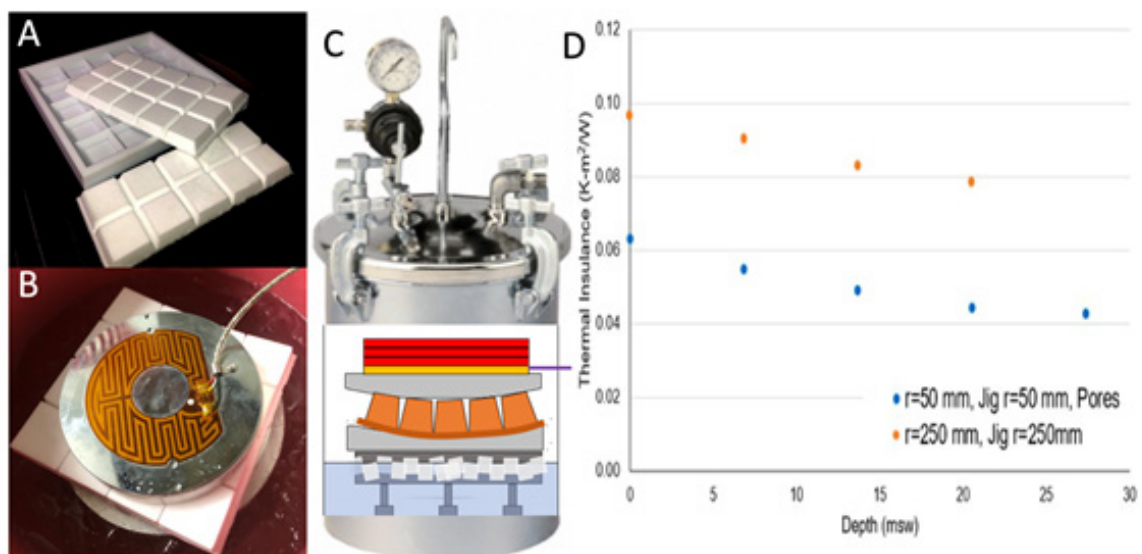 A
B
C
D
Thermal Insulance (K-m²/W)
0.12
0.10
0.08
0.06
0.04
0.02
0.00
0
5
10
15
20
25
30
Depth (msw)
r=50 mm, Jig r=50 mm, Pores
r=250 mm, Jig r=250mm